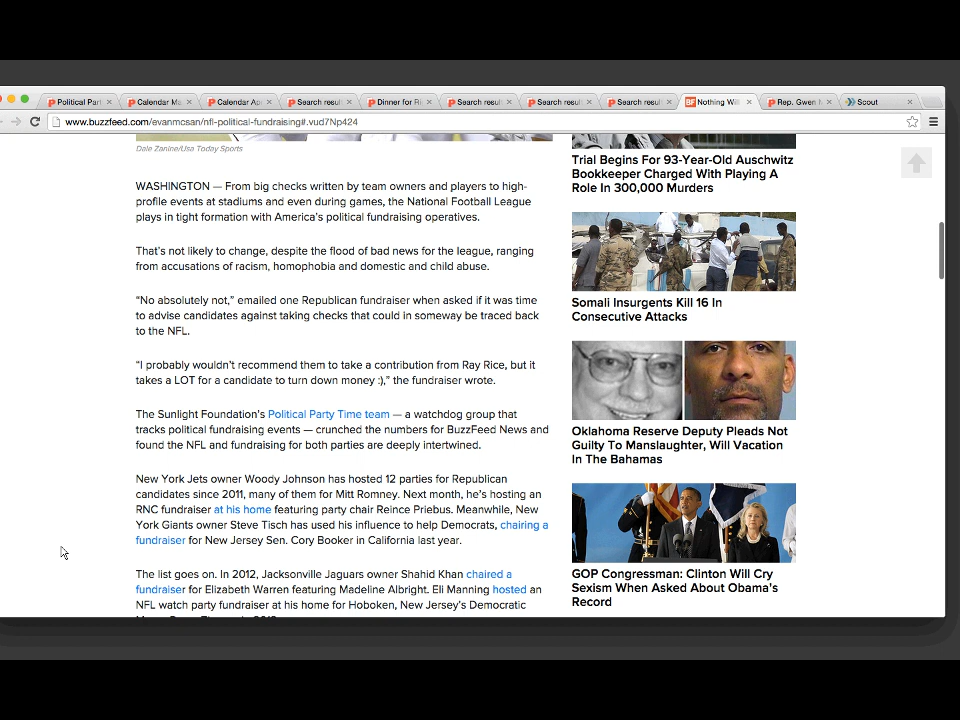 Political Part
Calendar Ma
Calendar Apr
Search result
Dinner for Ri
Search result
Search result
Search result
BF Nothing Will
Rep. Gwen M
Scout
www.buzzfeed.com/evanmcsan/nfl-political-fundraising#.vud7Np424
Dale Zanine/Usa Today Sports
WASHINGTON — From big checks written by team owners and players to high-
profile events at stadiums and even during games, the National Football League
plays in tight formation with America’s political fundraising operatives.
That’s not likely to change, despite the flood of bad news for the league, ranging
from accusations of racism, homophobia and domestic and child abuse.
“No absolutely not,” emailed one Republican fundraiser when asked if it was time
to advise candidates against taking checks that could in someway be traced back
to the NFL.
“I probably wouldn’t recommend them to take a contribution from Ray Rice, but it
takes a LOT for a candidate to turn down money :),” the fundraiser wrote.
The Sunlight Foundation’s Political Party Time team — a watchdog group that
tracks political fundraising events — crunched the numbers for BuzzFeed News and
found the NFL and fundraising for both parties are deeply intertwined.
New York Jets owner Woody Johnson has hosted 12 parties for Republican
candidates since 2011, many of them for Mitt Romney. Next month, he’s hosting an
RNC fundraiser at his home featuring party chair Reince Priebus. Meanwhile, New
York Giants owner Steve Tisch has used his influence to help Democrats, chairing a
fundraiser for New Jersey Sen. Cory Booker in California last year.
The list goes on. In 2012, Jacksonville Jaguars owner Shahid Khan chaired a
fundraiser for Elizabeth Warren featuring Madeline Albright. Eli Manning hosted an
NFL watch party fundraiser at his home for Hoboken, New Jersey’s Democratic
Trial Begins For 93-Year-Old Auschwitz
Bookkeeper Charged With Playing A
Role In 300,000 Murders
Somali Insurgents Kill 16 In
Consecutive Attacks
Oklahoma Reserve Deputy Pleads Not
Guilty To Manslaughter, Will Vacation
In The Bahamas
GOP Congressman: Clinton Will Cry
Sexism When Asked About Obama’s
Record